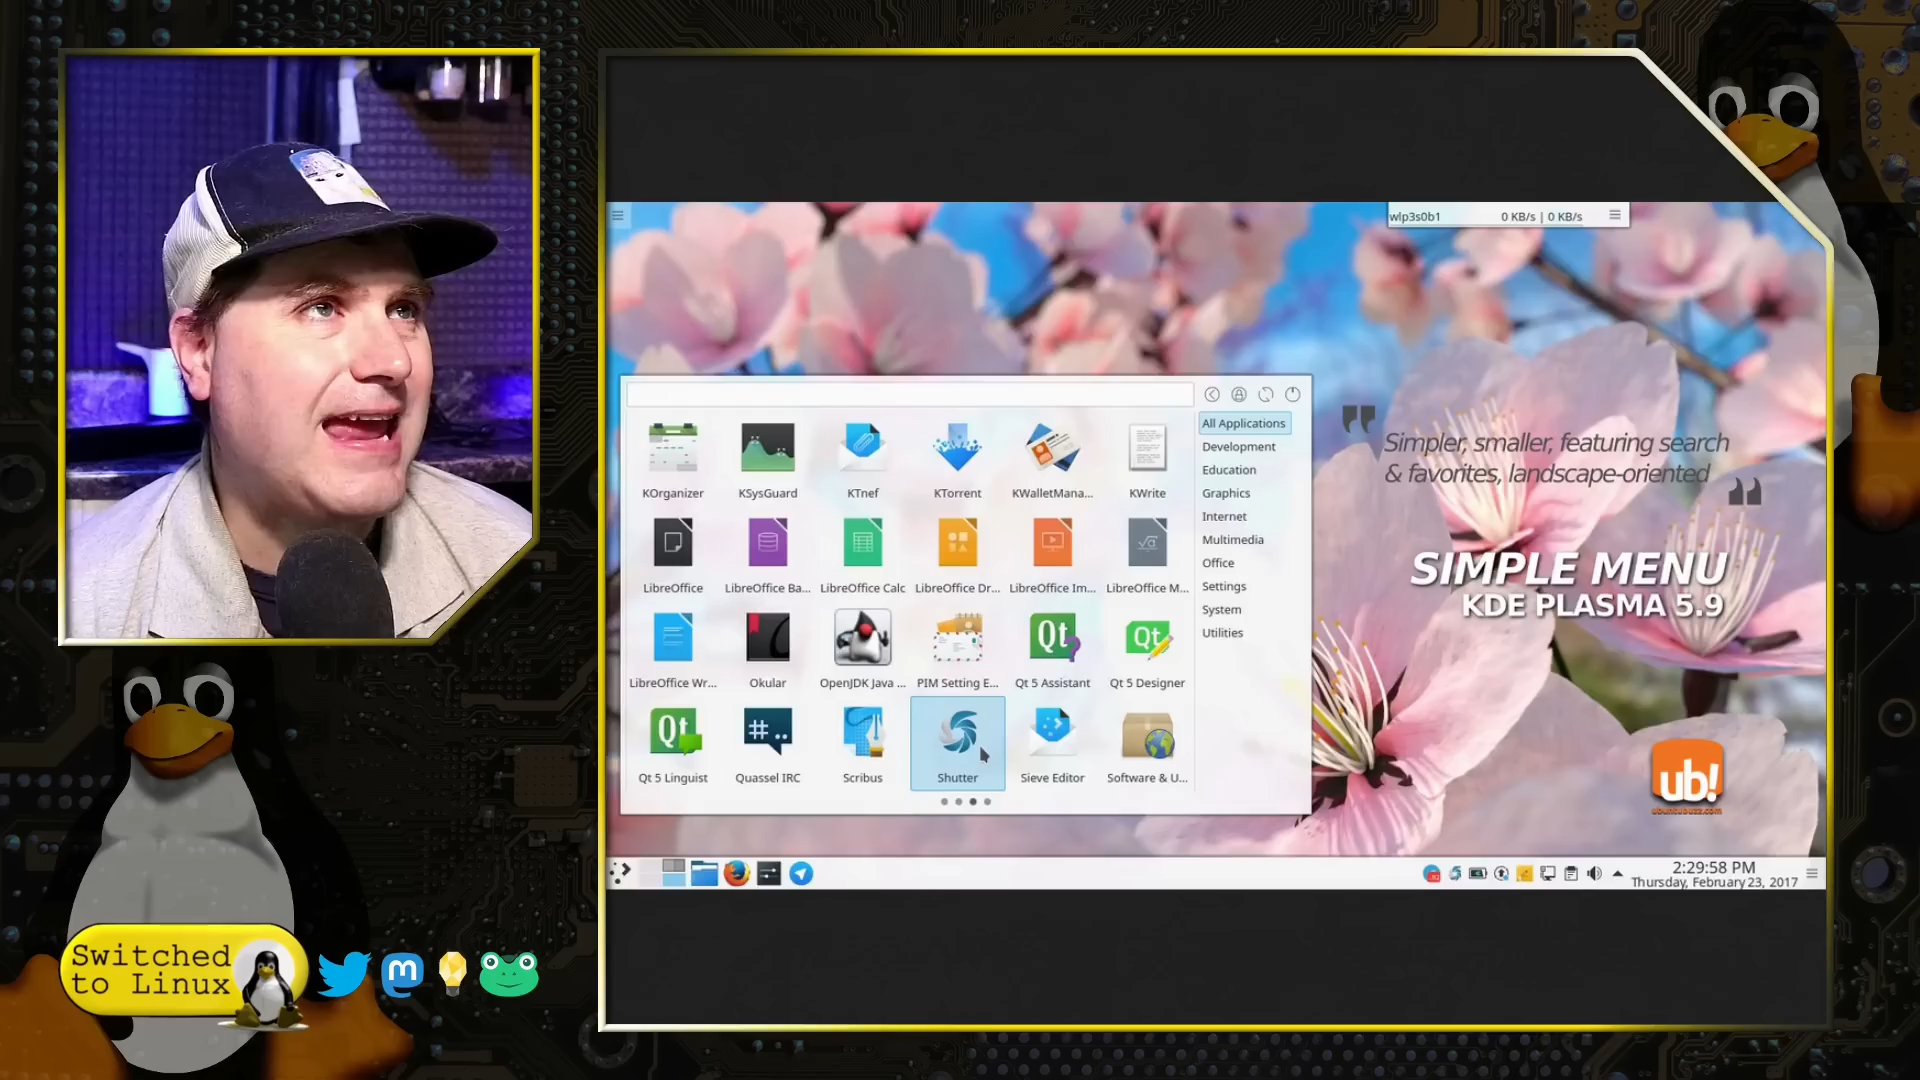 wlp3s0b1 0 KB/s | 0 KB/s
All Applications
Development
Education
Graphics
Internet
Multimedia
Office
Settings
System
Utilities
KOrganizer KSysGuard KTnef KTorrent KWalletMana... KWrite
LibreOffice LibreOffice Ba... LibreOffice Calc LibreOffice Dr... LibreOffice Im... LibreOffice M...
LibreOffice Wr... Okular OpenJDK Java ... PIM Setting E... Qt 5 Assistant Qt 5 Designer
Qt 5 Linguist Quassel IRC Scribus Shutter Sieve Editor Software & U...
Simpler, smaller, featuring search
& favorites, landscape-oriented
SIMPLE MENU
KDE PLASMA 5.9
ub!
ubuntubuzz.com
2:29:58 PM
Thursday, February 23, 2017
Switched
to Linux